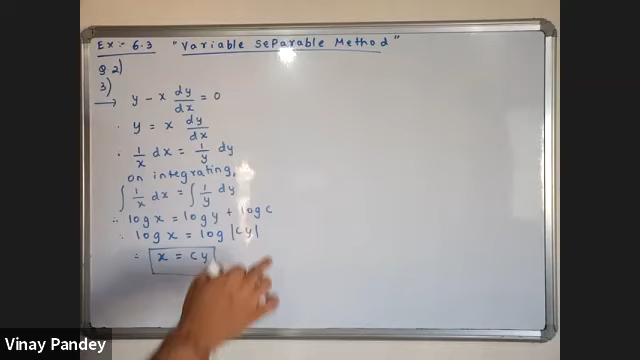 Ex:- 6.3 "Variable Separable Method"
Q.2)
3)
→ y - x dy/dx = 0
∴ y = x dy/dx
∴ 1/x dx = 1/y dy
on integrating,
∫ 1/x dx = ∫ 1/y dy
∴ log x = log y + log c
∴ log x = log |cy|
∴ x = cy
Vinay Pandey